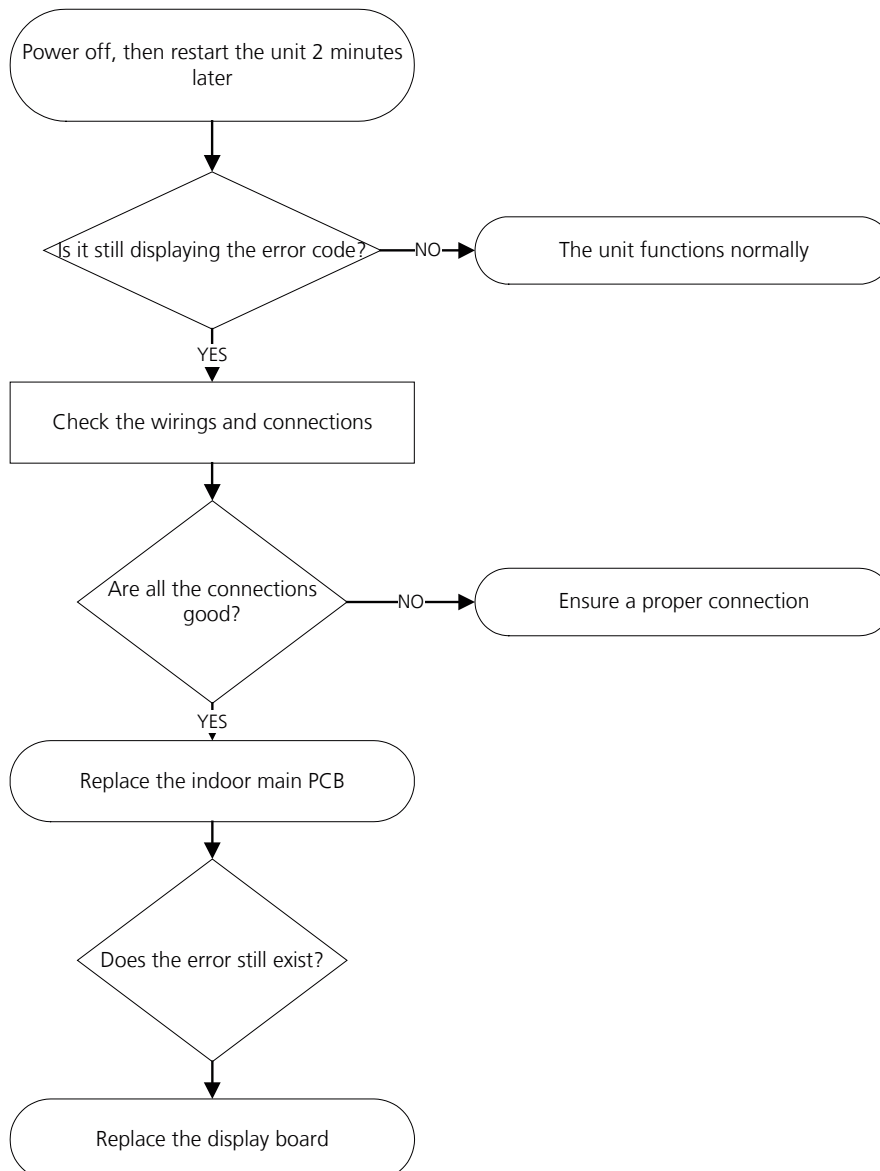 Power off, then restart the unit 2 minutes
later
Is it still displaying the error code?
NO
The unit functions normally
YES
Check the wirings and connections
Are all the connections
good?
NO
Ensure a proper connection
YES
Replace the indoor main PCB
Does the error still exist?
Replace the display board